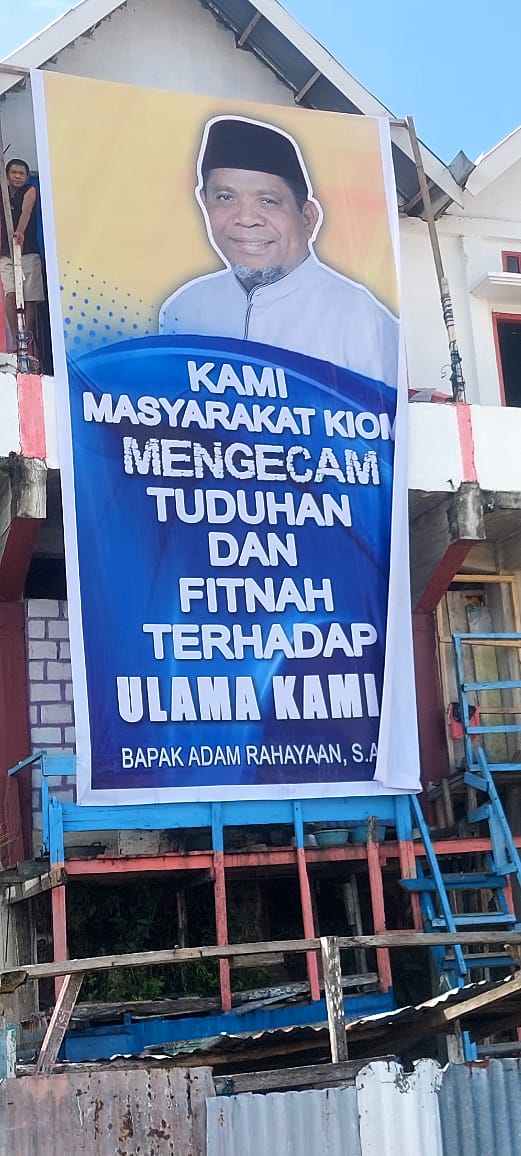 KAMI
MASYARAKAT KIOM
MENGECAM
TUDUHAN
DAN
FITNAH
TERHADAP
ULAMA KAMI
BAPAK ADAM RAHAYAAN, S.A